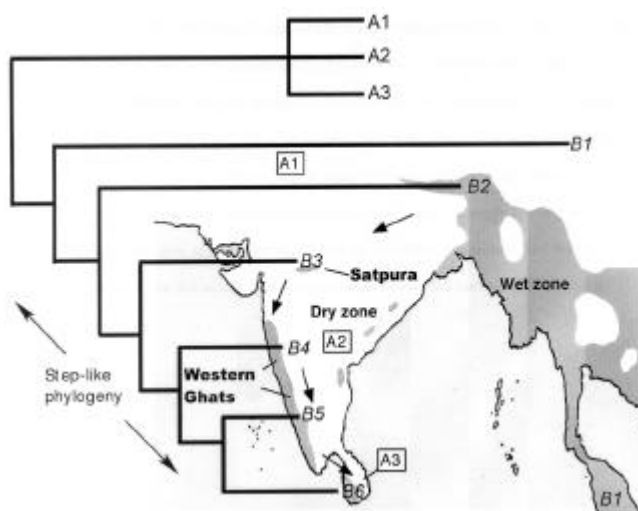 A1
A2
A3
B1
A1
B2
B3
Satpura
Wet zone
Dry zone
A2
B4
Step-like
phylogeny
Western
Ghats
B5
A3
B6
B1